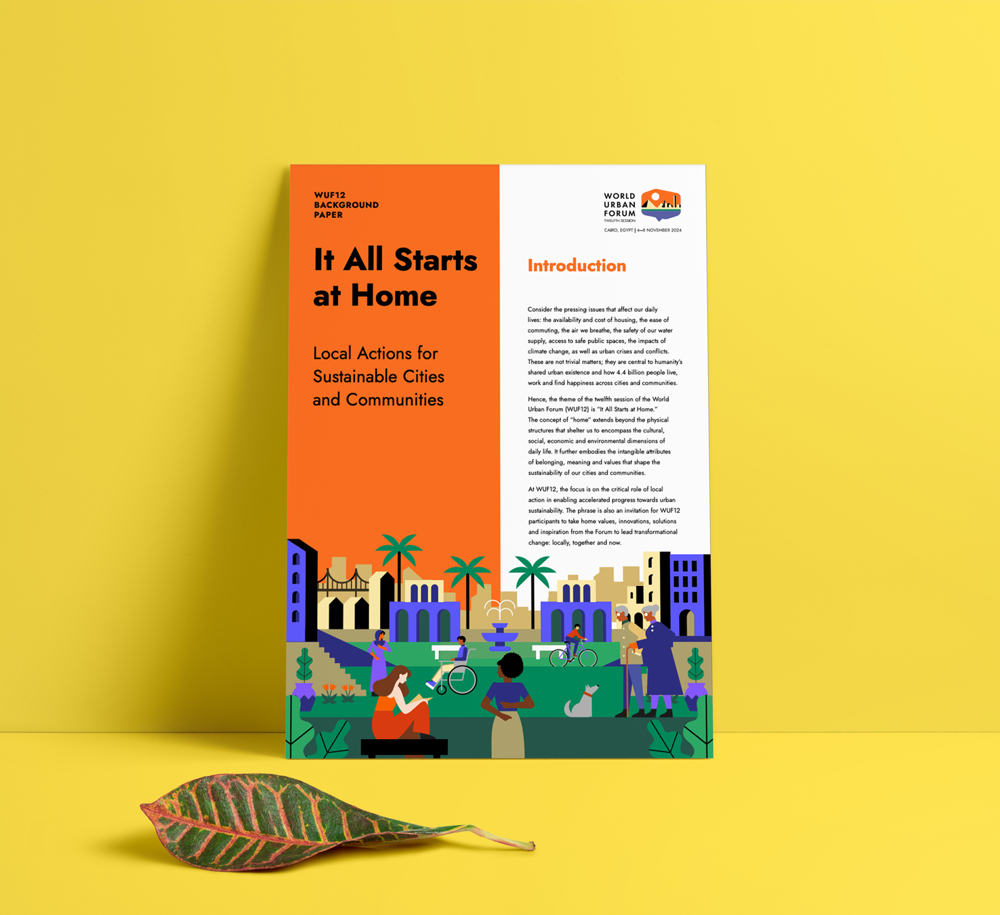 WUF12
BACKGROUND
PAPER
It All Starts
at Home
Local Actions for
Sustainable Cities
and Communities
WORLD
URBAN
FORUM
TWELFTH SESSION
CAIRO, EGYPT | 4–8 NOVEMBER 2024
Introduction
Consider the pressing issues that affect our daily
lives: the availability and cost of housing, the ease of
commuting, the air we breathe, the safety of our water
supply, access to safe public spaces, the impacts of
climate change, as well as urban crises and conflicts.
These are not trivial matters; they are central to humanity's
shared urban existence and how 4.4 billion people live,
work and find happiness across cities and communities.
Hence, the theme of the twelfth session of the World
Urban Forum (WUF12) is “It All Starts at Home.”
The concept of “home” extends beyond the physical
structures that shelter us to encompass the cultural,
social, economic and environmental dimensions of
daily life. It further embodies the intangible attributes
of belonging, meaning and values that shape the
sustainability of our cities and communities.
At WUF12, the focus is on the critical role of local
action in enabling accelerated progress towards urban
sustainability. The phrase is also an invitation for WUF12
participants to take home values, innovations, solutions
and inspiration from the Forum to lead transformational
change: locally, together and now.